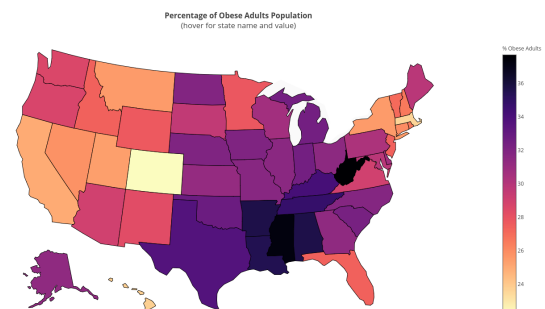 Percentage of Obese Adults Population
(hover for state name and value)
% Obese Adults
36
34
32
30
28
26
24